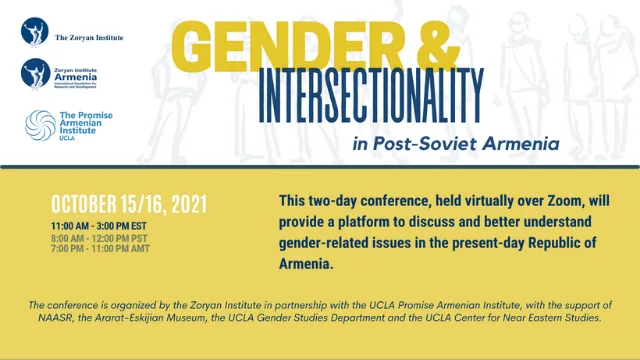 The Zoryan Institute
Zoryan Institute
Armenia
International Foundation for
Research and Development
The Promise
Armenian
Institute
UCLA
GENDER &
INTERSECTIONALITY
in Post-Soviet Armenia
OCTOBER 15/16, 2021
11:00 AM - 3:00 PM EST
8:00 AM - 12:00 PM PST
7:00 PM - 11:00 PM AMT
This two-day conference, held virtually over Zoom, will
provide a platform to discuss and better understand
gender-related issues in the present-day Republic of
Armenia.
The conference is organized by the Zoryan Institute in partnership with the UCLA Promise Armenian Institute, with the support of
NAASR, the Ararat-Eskijian Museum, the UCLA Gender Studies Department and the UCLA Center for Near Eastern Studies.